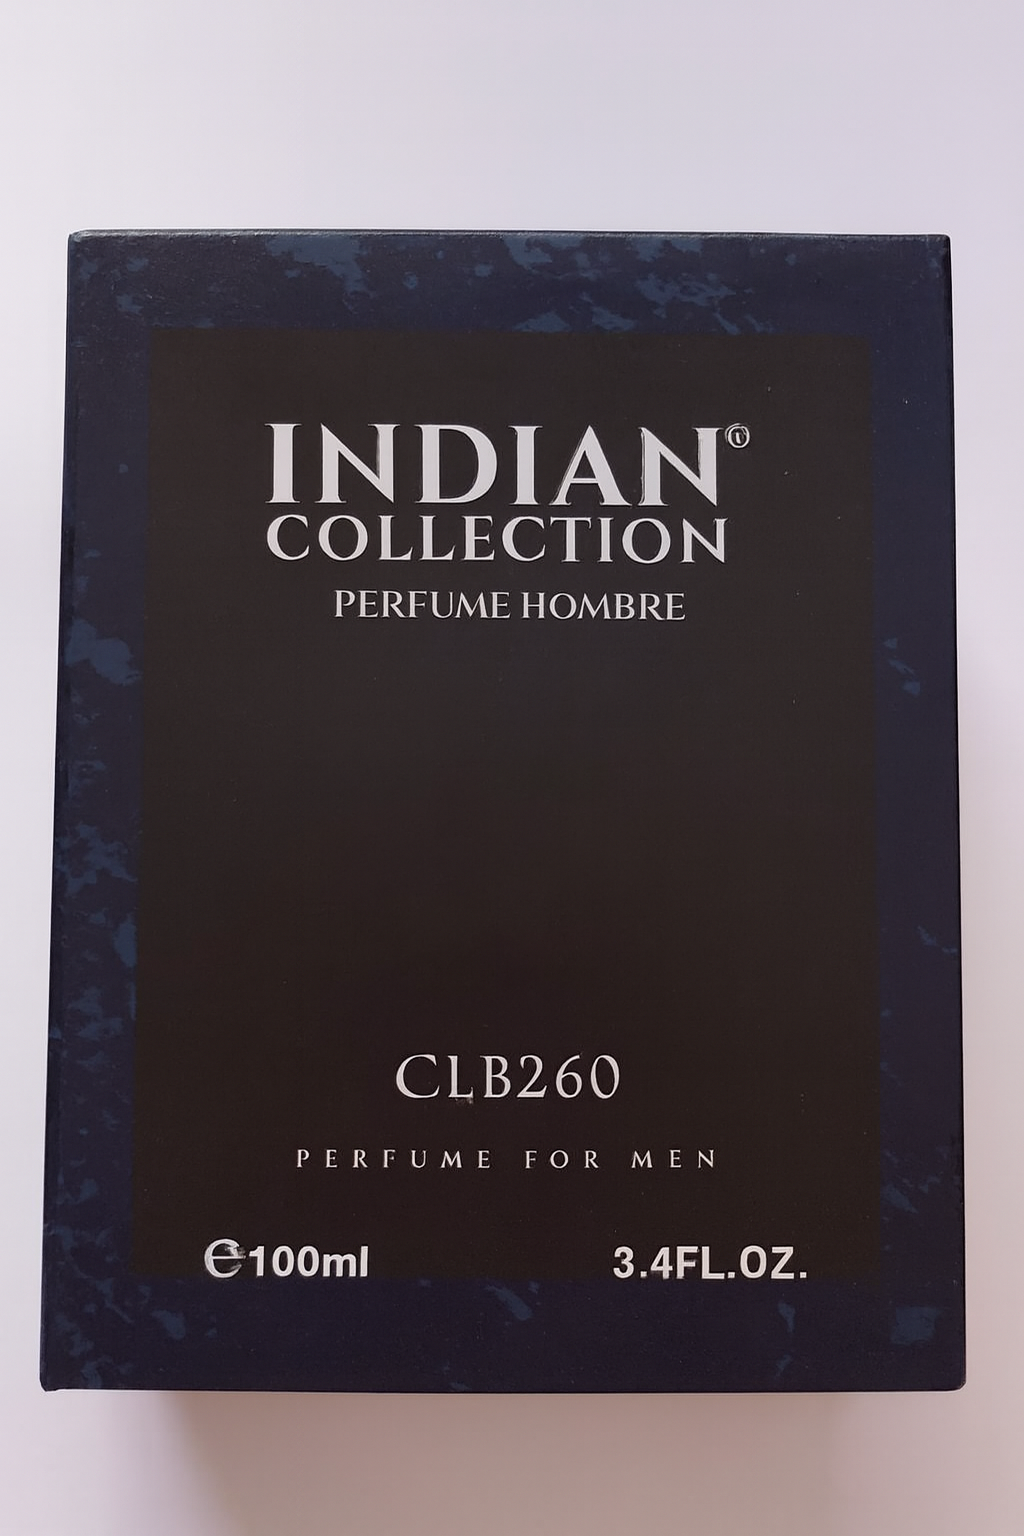 INDIAN®
COLLECTION
PERFUME HOMBRE
CLB260
PERFUME FOR MEN
℮100ml 3.4FL.OZ.